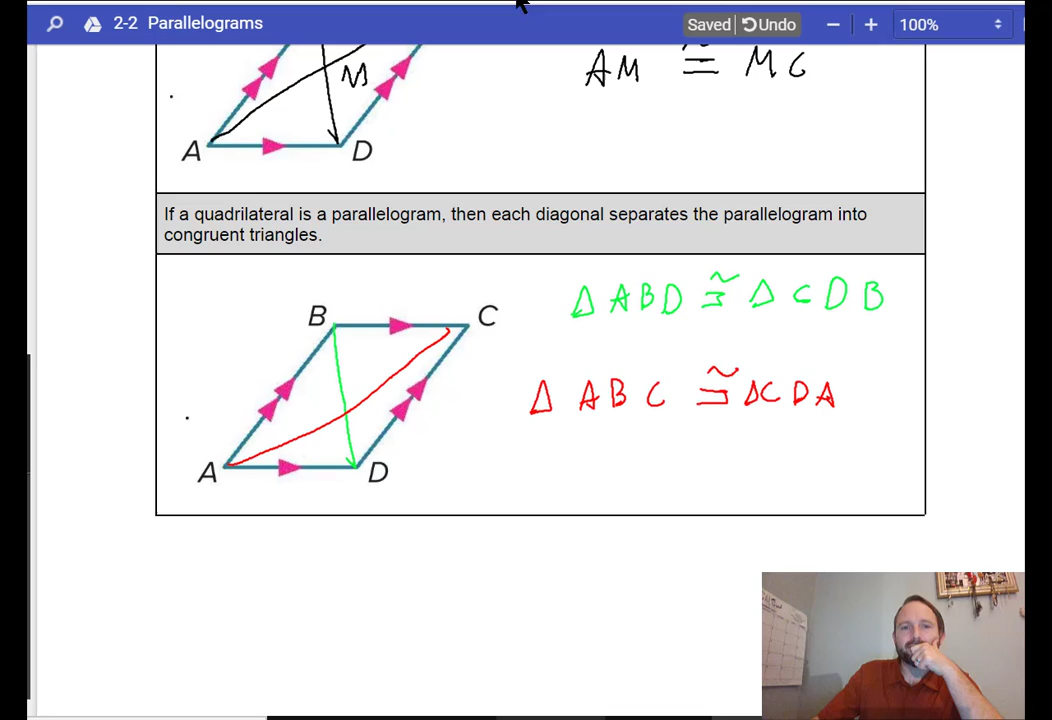 2-2 Parallelograms
Saved
Undo
100%
M
AM ≅ MC
A
D
If a quadrilateral is a parallelogram, then each diagonal separates the parallelogram into
congruent triangles.
Δ ABD ≅ Δ CDB
B
C
Δ ABC ≅ ΔCDA
A
D